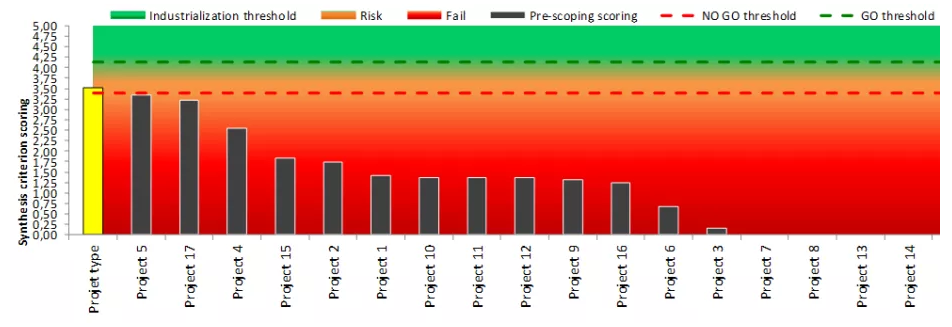 Industrialization threshold Risk Fail Pre-scoping scoring NO GO threshold GO threshold
Synthesis criterion scoring
5,00
4,75
4,50
4,25
4,00
3,75
3,50
3,25
3,00
2,75
2,50
2,25
2,00
1,75
1,50
1,25
1,00
0,75
0,50
0,25
0,00
Projet type
Project 5
Project 17
Project 4
Project 15
Project 2
Project 1
Project 10
Project 11
Project 12
Project 9
Project 16
Project 6
Project 3
Project 7
Project 8
Project 13
Project 14